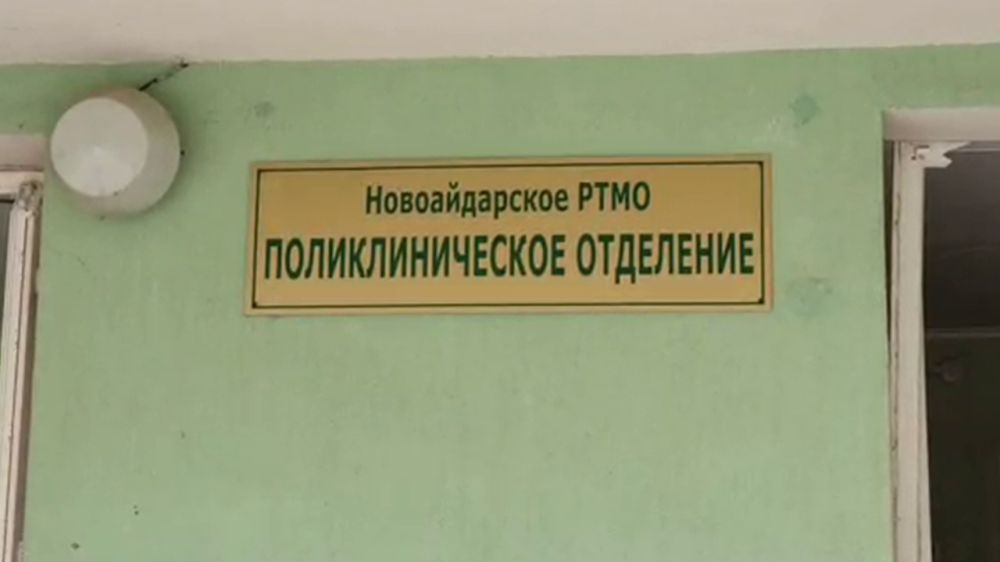 Новоайдарское РТМО
ПОЛИКЛИНИЧЕСКОЕ ОТДЕЛЕНИЕ